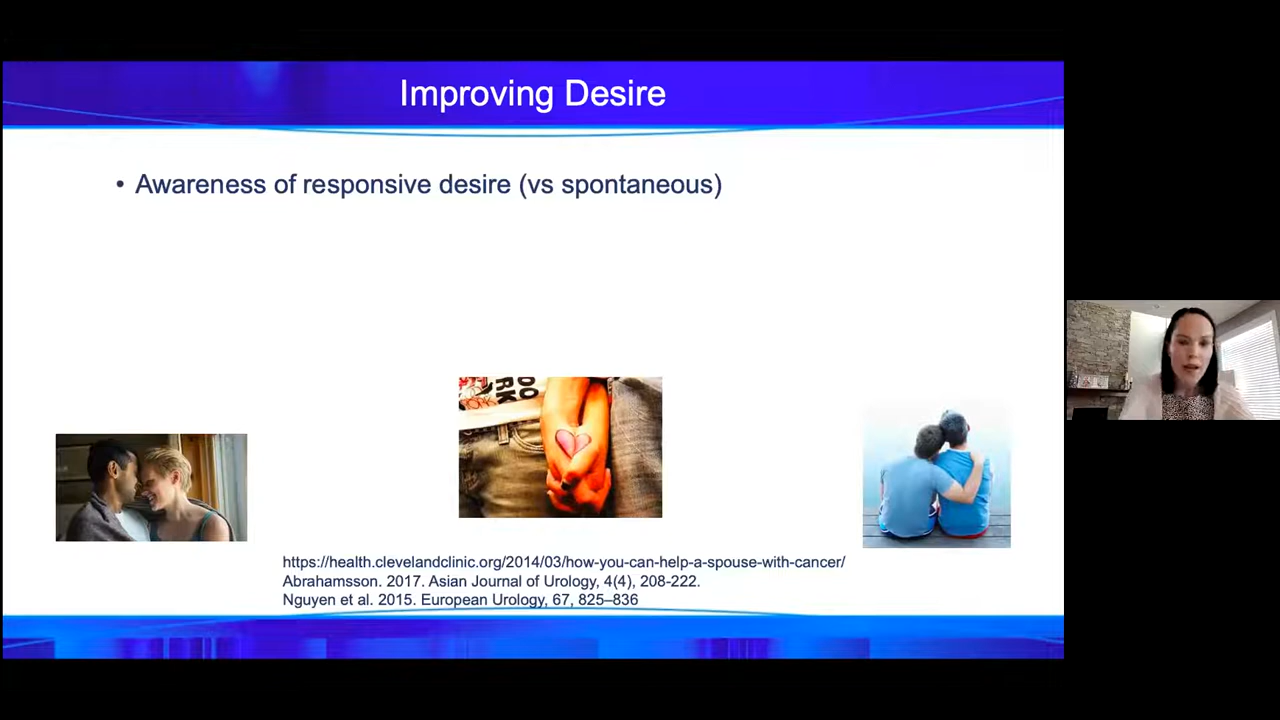 Improving Desire
• Awareness of responsive desire (vs spontaneous)
https://health.clevelandclinic.org/2014/03/how-you-can-help-a-spouse-with-cancer/
Abrahamsson. 2017. Asian Journal of Urology, 4(4), 208-222.
Nguyen et al. 2015. European Urology, 67, 825–836